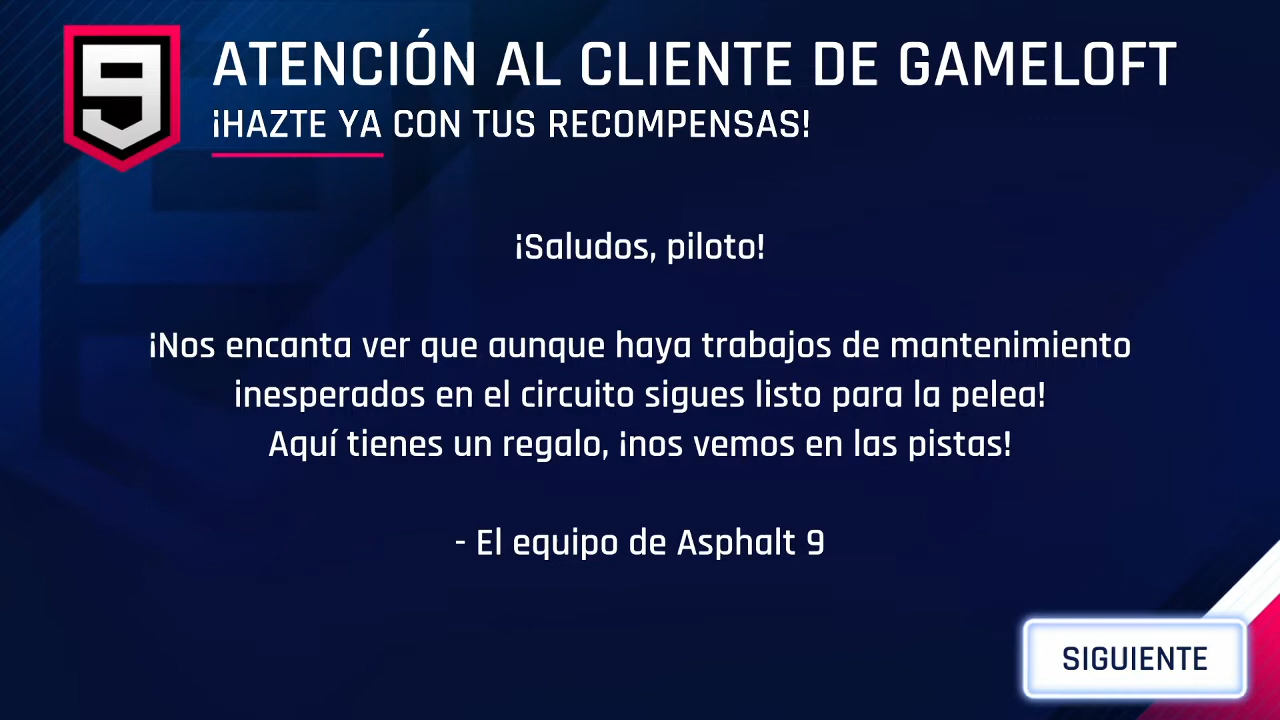 9
ATENCIÓN AL CLIENTE DE GAMELOFT
¡HAZTE YA CON TUS RECOMPENSAS!
¡Saludos, piloto!
¡Nos encanta ver que aunque haya trabajos de mantenimiento
inesperados en el circuito sigues listo para la pelea!
Aquí tienes un regalo, ¡nos vemos en las pistas!
- El equipo de Asphalt 9
SIGUIENTE